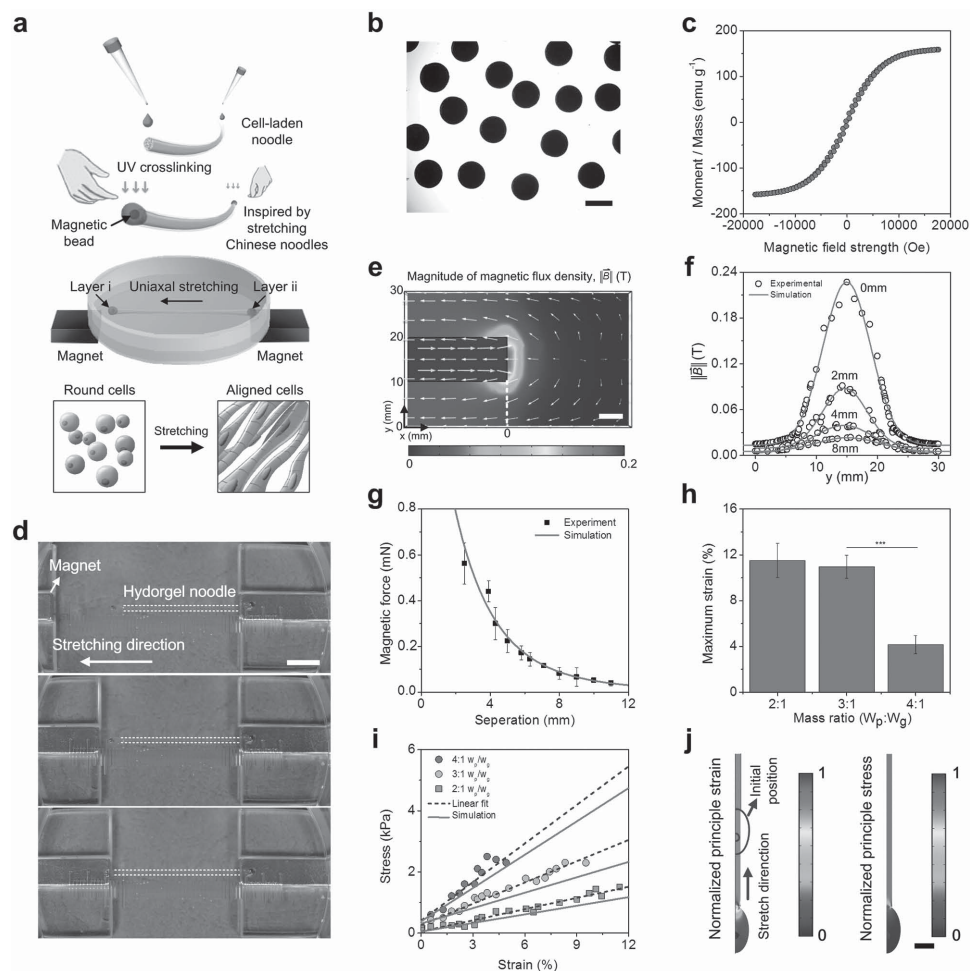 a
Cell-laden
noodle
UV crosslinking
Magnetic
bead
Inspired by
stretching
Chinese noodles
Layer i
Uniaxal stretching
Layer ii
Magnet
Magnet
Round cells
Aligned cells
Stretching
b
c
Moment / Mass (emu g⁻¹)
200
100
0
-100
-200
-20000 -10000 0 10000 20000
Magnetic field strength (Oe)
d
Magnet
Hydorgel noodle
Stretching direction
e
Magnitude of magnetic flux density, ||B⃗|| (T)
30
20
10
0
y (mm)
x (mm)
0
0 0.2
f
||B⃗|| (T)
0.24
0.18
0.12
0.06
0.00
Experimental
Simulation
0mm
2mm
4mm
8mm
0 10 20 30
y (mm)
g
Magnetic force (mN)
0.8
0.6
0.4
0.2
0.0
Experiment
Simulation
0 4 8 12
Seperation (mm)
h
Maximum strain (%)
16
12
8
4
0
***
2:1 3:1 4:1
Mass ratio (Wp:Wg)
i
Stress (kPa)
6
4
2
0
4:1 wp/wg
3:1 wp/wg
2:1 wp/wg
Linear fit
Simulation
0 3 6 9 12
Strain (%)
j
Normalized principle strain
Initial
position
Stretch direction
1
0
Normalized principle stress
1
0